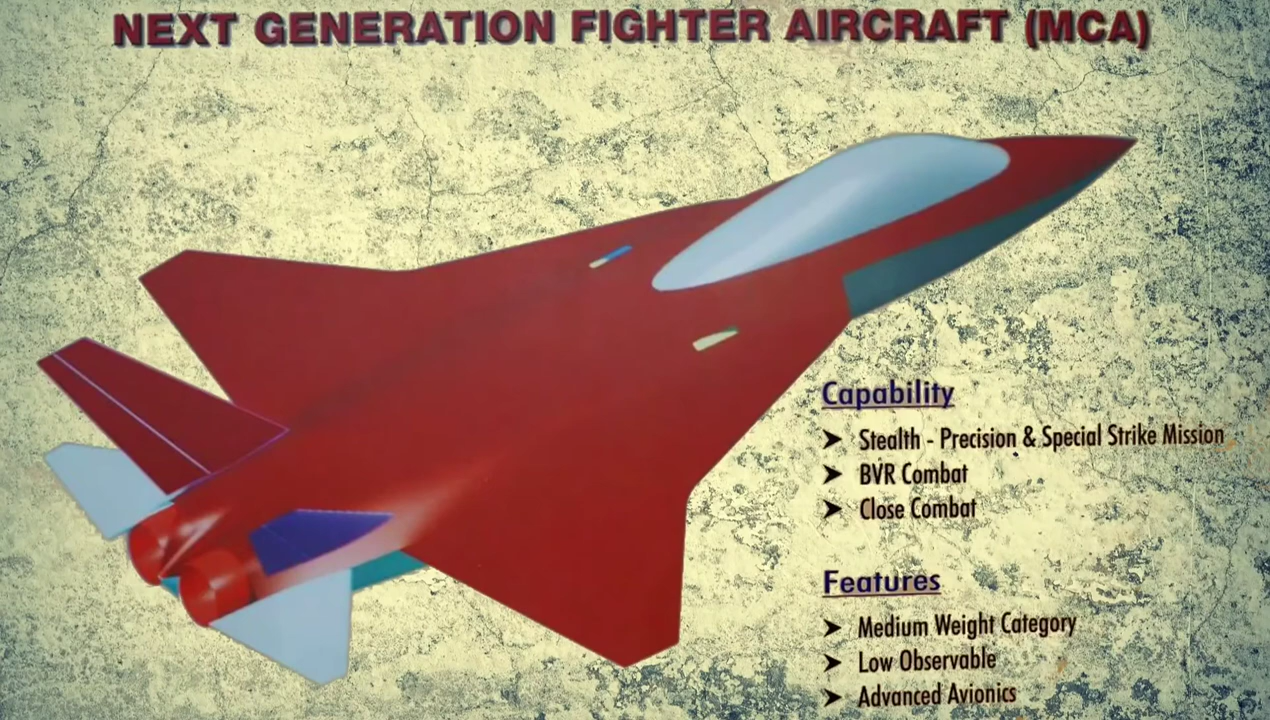 NEXT GENERATION FIGHTER AIRCRAFT (MCA)
Capability
➤ Stealth - Precision & Special Strike Mission
➤ BVR Combat
➤ Close Combat
Features
➤ Medium Weight Category
➤ Low Observable
➤ Advanced Avionics